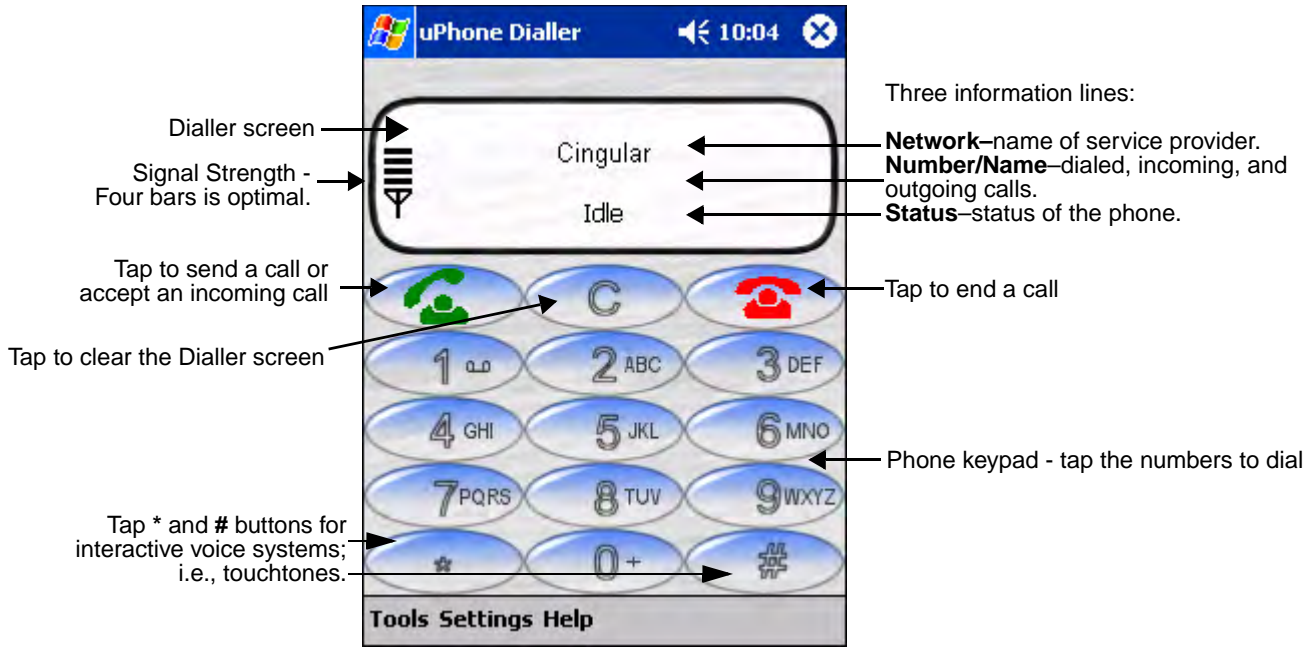 uPhone Dialler 10:04
Three information lines:
Dialler screen
Cingular
Network–name of service provider.
Number/Name–dialed, incoming, and
outgoing calls.
Signal Strength -
Four bars is optimal.
Idle
Status–status of the phone.
Tap to send a call or
accept an incoming call
C
Tap to end a call
Tap to clear the Dialler screen
1
2 ABC
3 DEF
4 GHI
5 JKL
6 MNO
Phone keypad - tap the numbers to dial
7 PQRS
8 TUV
9 WXYZ
Tap * and # buttons for
interactive voice systems;
i.e., touchtones.
*
0 +
#
Tools Settings Help